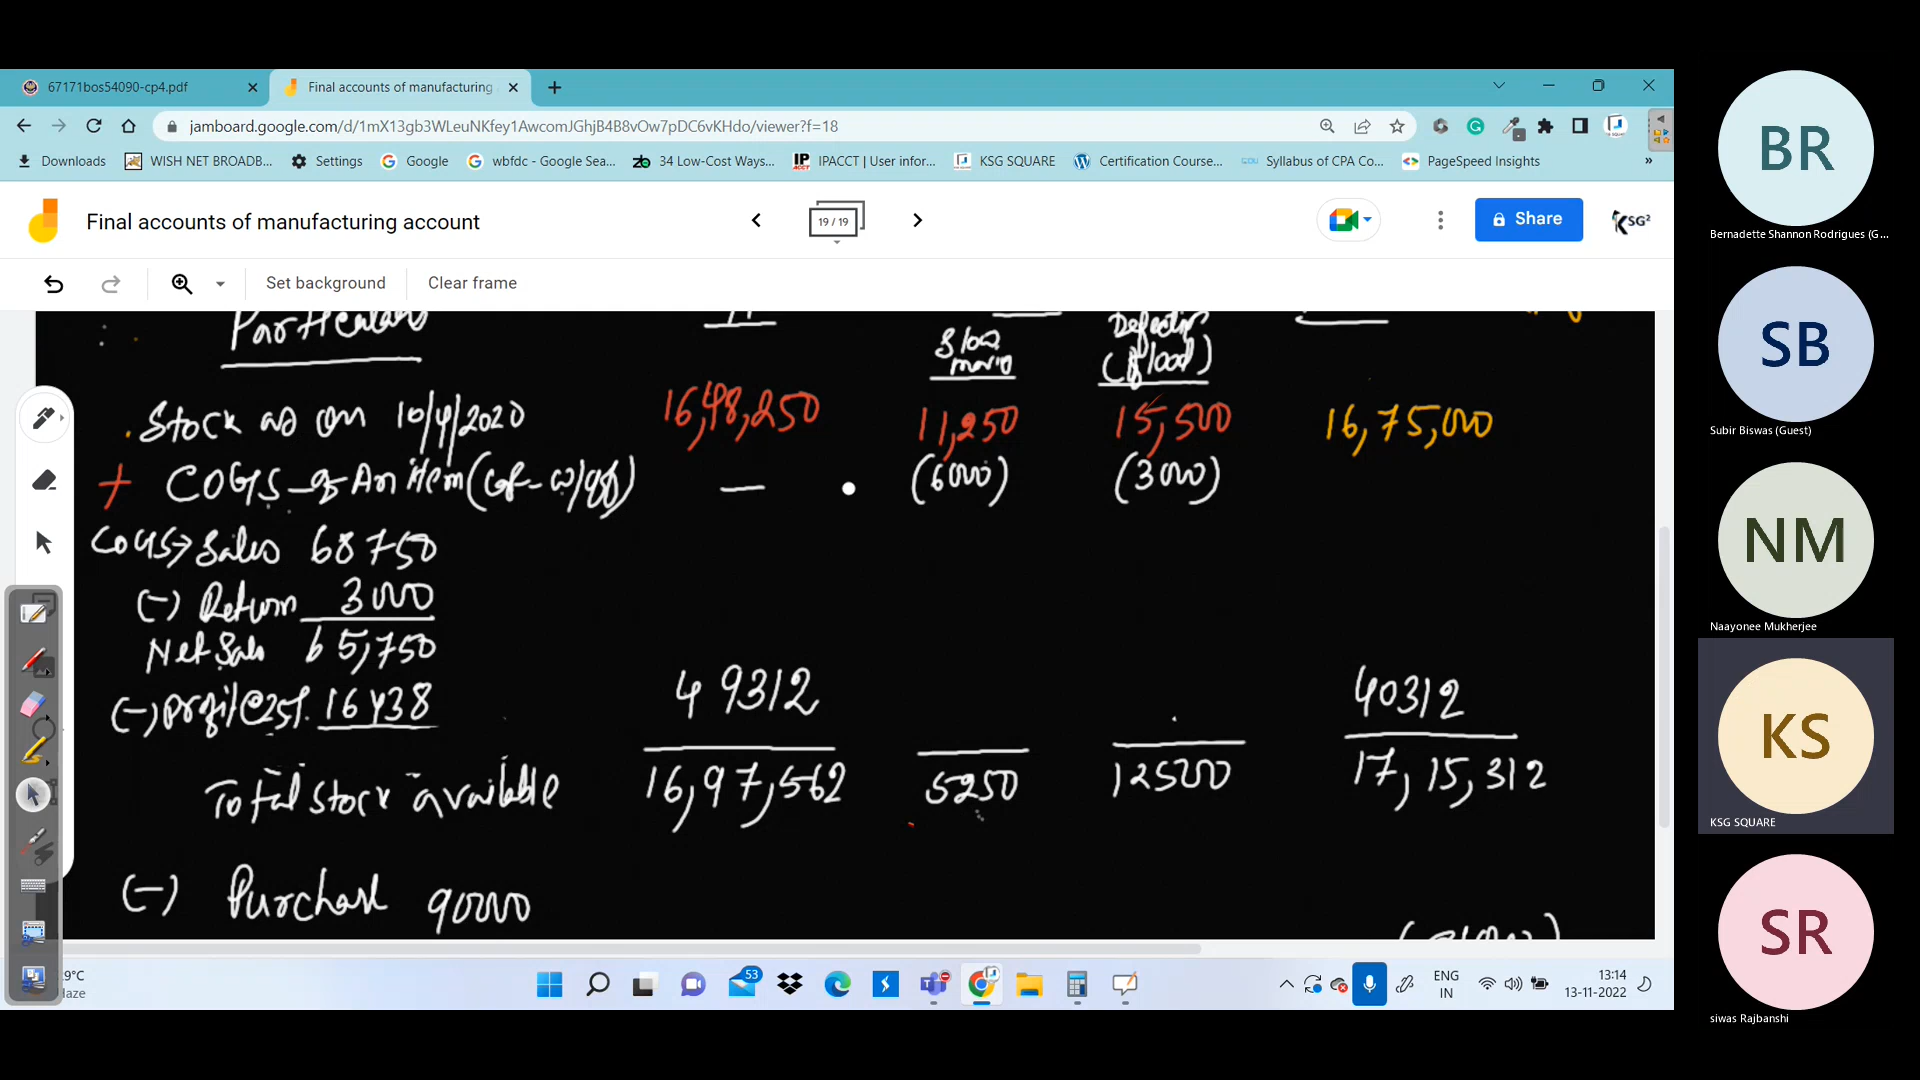 67171bos54090-cp4.pdf
Final accounts of manufacturing
jamboard.google.com/d/1mX13gb3WLeuNKfey1AwcomJGhjB4B8vOw7pDC6vKHdo/viewer?f=18
Downloads WISH NET BROADB... Settings Google wbfdc - Google Sea... 34 Low-Cost Ways... IPACCT | User infor... KSG SQUARE Certification Course... Syllabus of CPA Co... PageSpeed Insights »
Final accounts of manufacturing account
19 / 19
Share
KSG²
Set background Clear frame
Particulars
Slow moving Defective (flood)
Stock as on 10/4/2020 16,48,250 11,250 15,500 16,75,000
+ COGS of An item — (6000) (3000)
COGS → Sales 68750
(-) Return 3000
Net Sale 65,750
49312 40312
(-) Profit @25% 16438
Total stock available 16,97,562 5250 12500 17,15,312
(-) Purchase 90000
53
ENG
IN
13:14
13-11-2022
BR
Bernadette Shannon Rodrigues (G...
SB
Subir Biswas (Guest)
NM
Naayonee Mukherjee
KS
KSG SQUARE
SR
siwas Rajbanshi